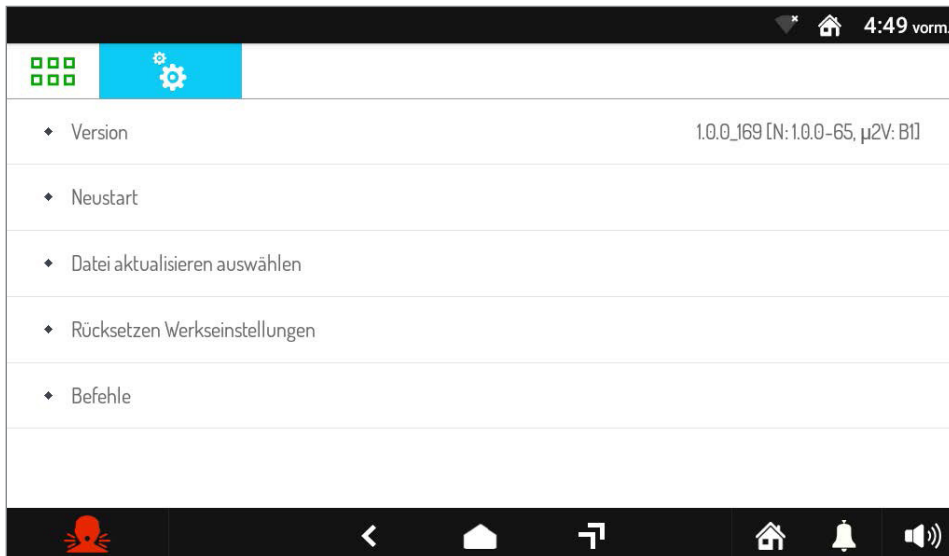 4:49 vorm.
Version 1.0.0_169 [N: 1.0.0-65, µ2V: B1]
Neustart
Datei aktualisieren auswählen
Rücksetzen Werkseinstellungen
Befehle